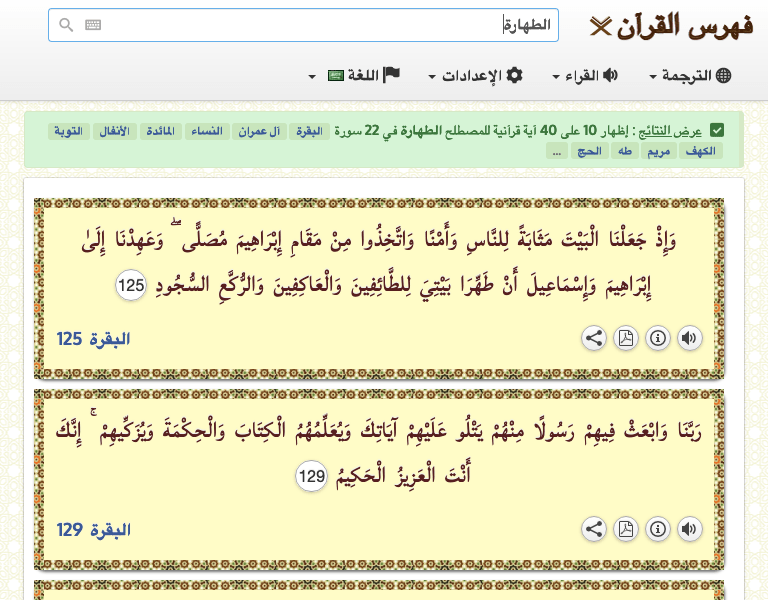 فهرس القرآن
الطهارة
الترجمة
القراء
الإعدادات
اللغة
عرض النتائج : إظهار 10 على 40 آية قرآنية للمصطلح الطهارة في 22 سورة البقرة آل عمران النساء المائدة الأنفال التوبة
الكهف مريم طه الحج ...
وَإِذْ جَعَلْنَا الْبَيْتَ مَثَابَةً لِلنَّاسِ وَأَمْنًا وَاتَّخِذُوا مِنْ مَقَامِ إِبْرَاهِيمَ مُصَلًّى ۖ وَعَهِدْنَا إِلَىٰ
إِبْرَاهِيمَ وَإِسْمَاعِيلَ أَنْ طَهِّرَا بَيْتِيَ لِلطَّائِفِينَ وَالْعَاكِفِينَ وَالرُّكَّعِ السُّجُودِ 125
البقرة 125
رَبَّنَا وَابْعَثْ فِيهِمْ رَسُولًا مِنْهُمْ يَتْلُو عَلَيْهِمْ آيَاتِكَ وَيُعَلِّمُهُمُ الْكِتَابَ وَالْحِكْمَةَ وَيُزَكِّيهِمْ ۚ إِنَّكَ
أَنْتَ الْعَزِيزُ الْحَكِيمُ 129
البقرة 129